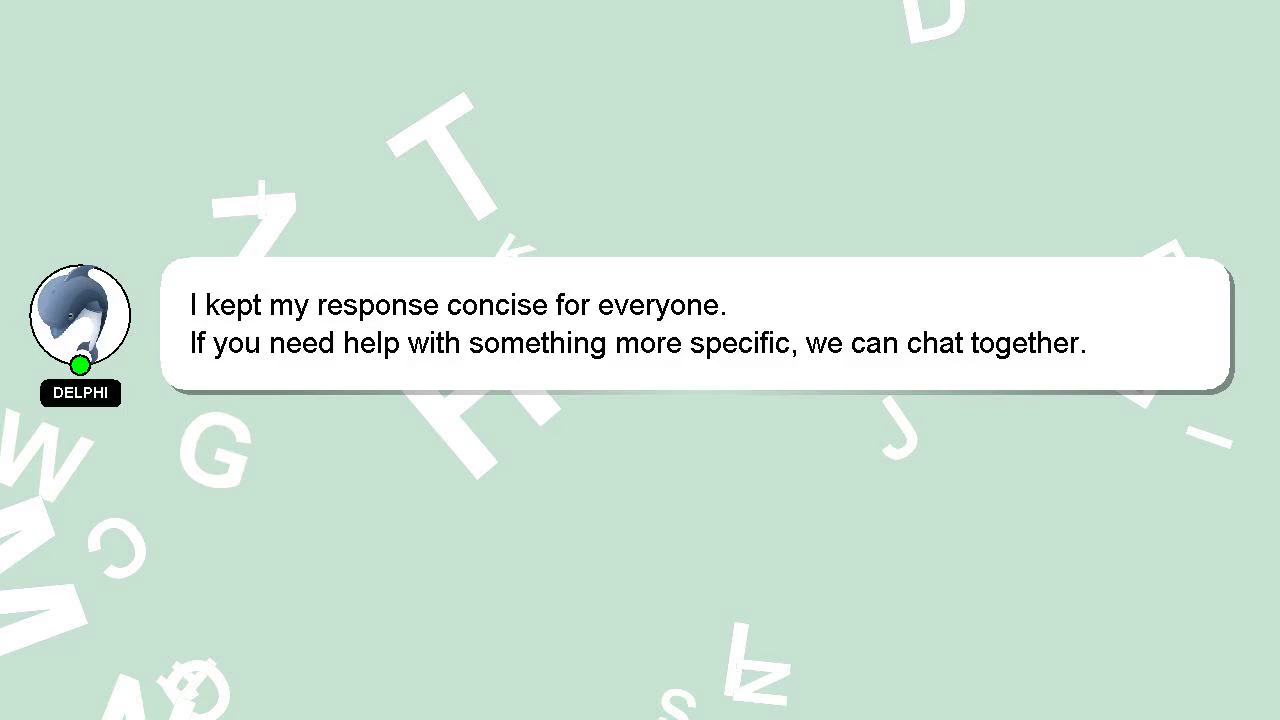 I kept my response concise for everyone.
If you need help with something more specific, we can chat together.
DELPHI